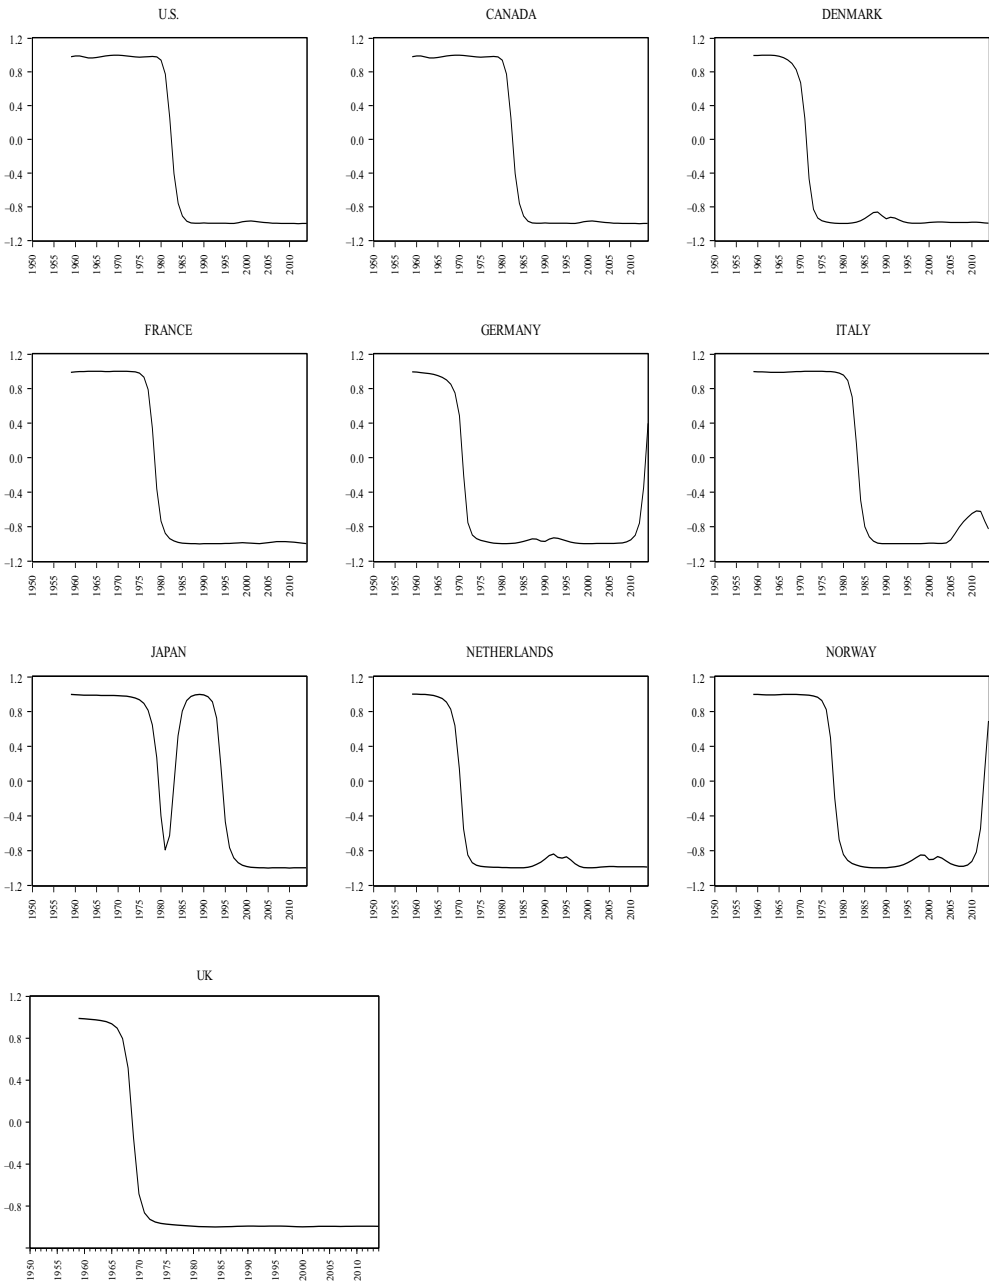 U.S. CANADA DENMARK
1.2 1.2 1.2
0.8 0.8 0.8
0.4 0.4 0.4
0.0 0.0 0.0
–0.4 –0.4 –0.4
–0.8 –0.8 –0.8
–1.2 –1.2 –1.2
1950 1955 1960 1965 1970 1975 1980 1985 1990 1995 2000 2005 2010 1950 1955 1960 1965 1970 1975 1980 1985 1990 1995 2000 2005 2010 1950 1955 1960 1965 1970 1975 1980 1985 1990 1995 2000 2005 2010
FRANCE GERMANY ITALY
1.2 1.2 1.2
0.8 0.8 0.8
0.4 0.4 0.4
0.0 0.0 0.0
–0.4 –0.4 –0.4
–0.8 –0.8 –0.8
–1.2 –1.2 –1.2
1950 1955 1960 1965 1970 1975 1980 1985 1990 1995 2000 2005 2010 1950 1955 1960 1965 1970 1975 1980 1985 1990 1995 2000 2005 2010 1950 1955 1960 1965 1970 1975 1980 1985 1990 1995 2000 2005 2010
JAPAN NETHERLANDS NORWAY
1.2 1.2 1.2
0.8 0.8 0.8
0.4 0.4 0.4
0.0 0.0 0.0
–0.4 –0.4 –0.4
–0.8 –0.8 –0.8
–1.2 –1.2 –1.2
1950 1955 1960 1965 1970 1975 1980 1985 1990 1995 2000 2005 2010 1950 1955 1960 1965 1970 1975 1980 1985 1990 1995 2000 2005 2010 1950 1955 1960 1965 1970 1975 1980 1985 1990 1995 2000 2005 2010
UK
1.2
0.8
0.4
0.0
–0.4
–0.8
1950 1955 1960 1965 1970 1975 1980 1985 1990 1995 2000 2005 2010